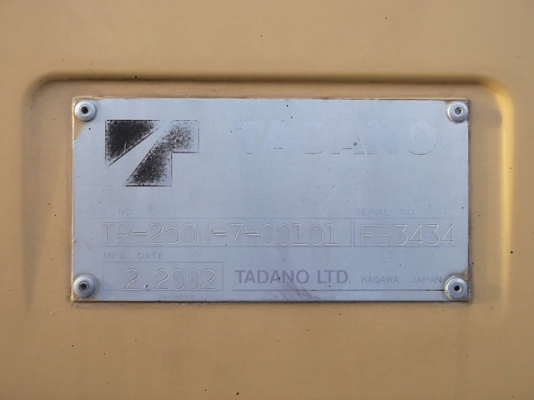 TADANO
NO. SERIAL NO.
TR-250M-7-00101 FB3434
MFG. DATE
2.2002 TADANO LTD. KAGAWA JAPAN